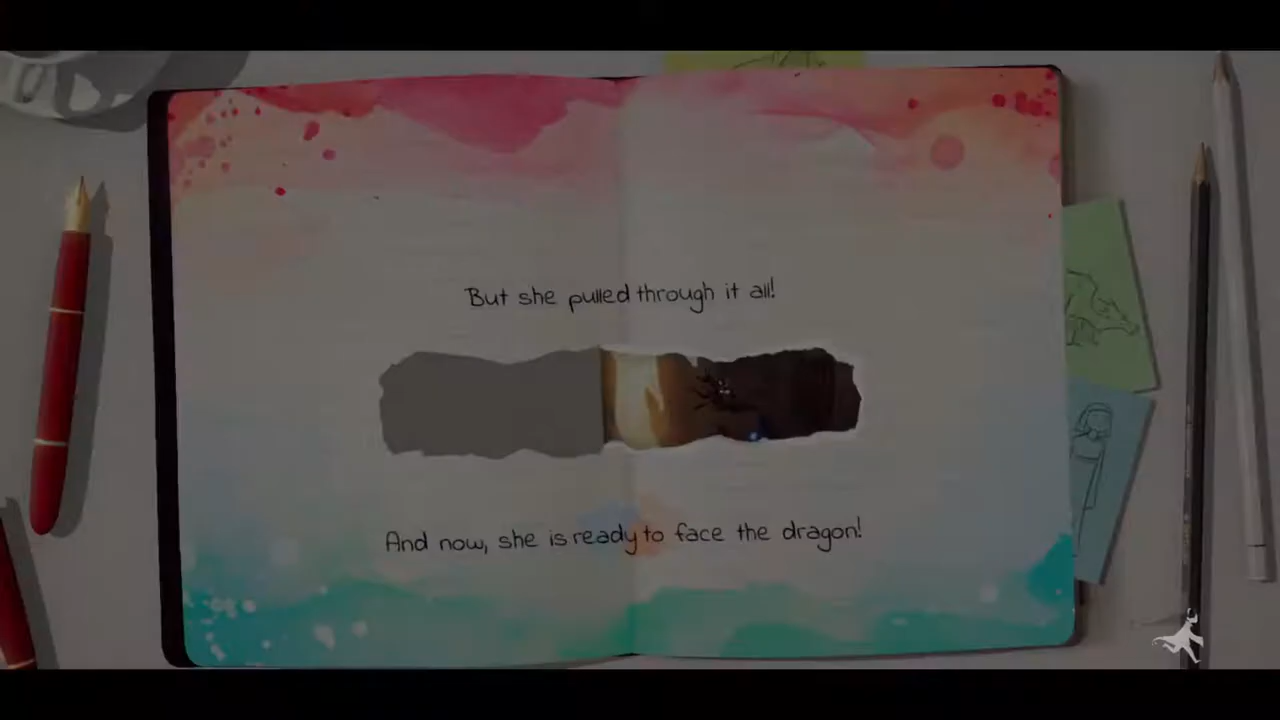 But she pulled through it all!
And now, she is ready to face the dragon!